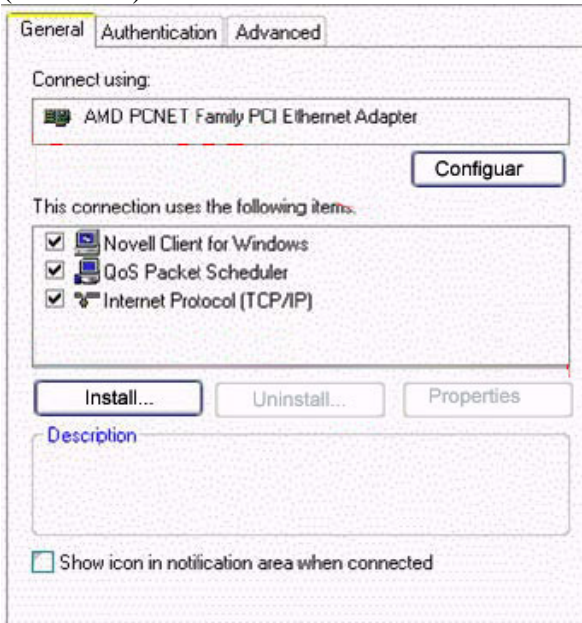 General Authentication Advanced
Connect using:
AMD PCNET Family PCI Ethernet Adapter
Configuar
This connection uses the following items.
Novell Client for Windows
QoS Packet Scheduler
Internet Protocol (TCP/IP)
Install... Uninstall... Properties
Description
Show icon in notification area when connected